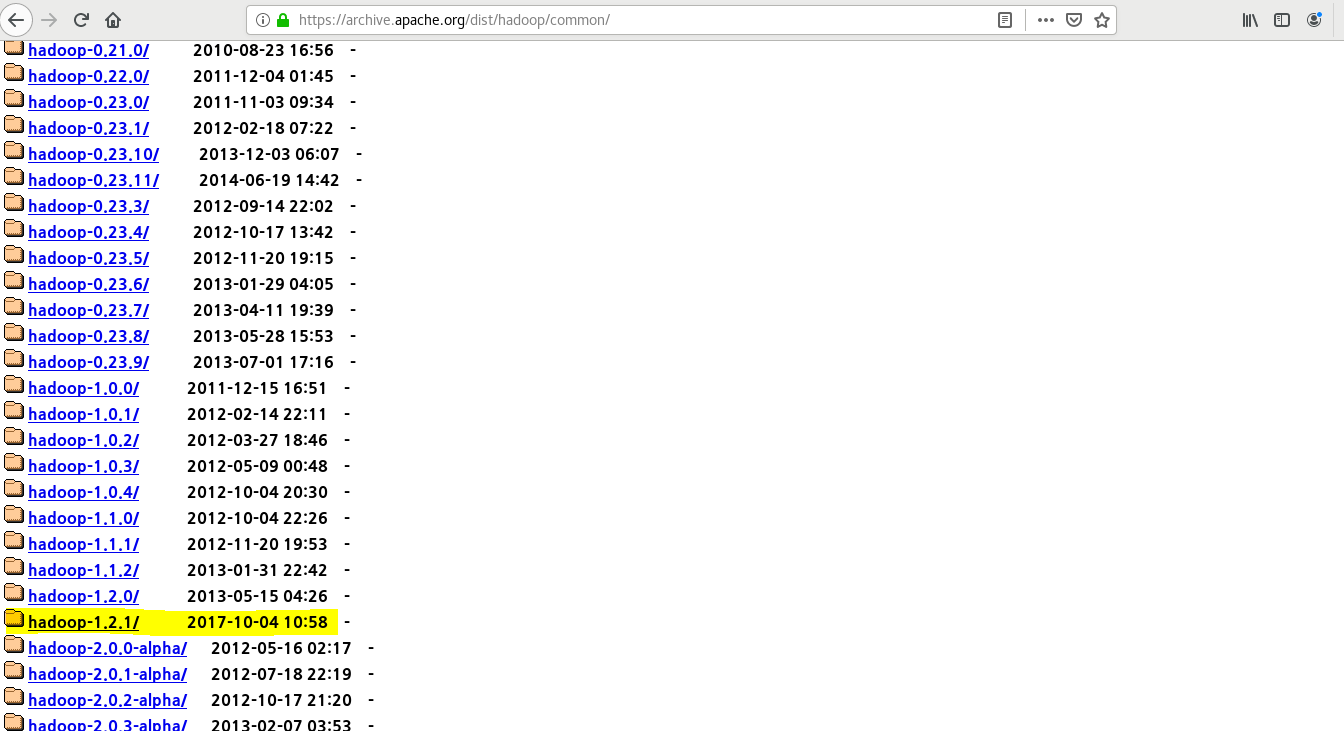 https://archive.apache.org/dist/hadoop/common/
hadoop-0.21.0/ 2010-08-23 16:56 -
hadoop-0.22.0/ 2011-12-04 01:45 -
hadoop-0.23.0/ 2011-11-03 09:34 -
hadoop-0.23.1/ 2012-02-18 07:22 -
hadoop-0.23.10/ 2013-12-03 06:07 -
hadoop-0.23.11/ 2014-06-19 14:42 -
hadoop-0.23.3/ 2012-09-14 22:02 -
hadoop-0.23.4/ 2012-10-17 13:42 -
hadoop-0.23.5/ 2012-11-20 19:15 -
hadoop-0.23.6/ 2013-01-29 04:05 -
hadoop-0.23.7/ 2013-04-11 19:39 -
hadoop-0.23.8/ 2013-05-28 15:53 -
hadoop-0.23.9/ 2013-07-01 17:16 -
hadoop-1.0.0/ 2011-12-15 16:51 -
hadoop-1.0.1/ 2012-02-14 22:11 -
hadoop-1.0.2/ 2012-03-27 18:46 -
hadoop-1.0.3/ 2012-05-09 00:48 -
hadoop-1.0.4/ 2012-10-04 20:30 -
hadoop-1.1.0/ 2012-10-04 22:26 -
hadoop-1.1.1/ 2012-11-20 19:53 -
hadoop-1.1.2/ 2013-01-31 22:42 -
hadoop-1.2.0/ 2013-05-15 04:26 -
hadoop-1.2.1/ 2017-10-04 10:58 -
hadoop-2.0.0-alpha/ 2012-05-16 02:17 -
hadoop-2.0.1-alpha/ 2012-07-18 22:19 -
hadoop-2.0.2-alpha/ 2012-10-17 21:20 -
hadoop-2.0.3-alpha/ 2013-02-07 03:53 -